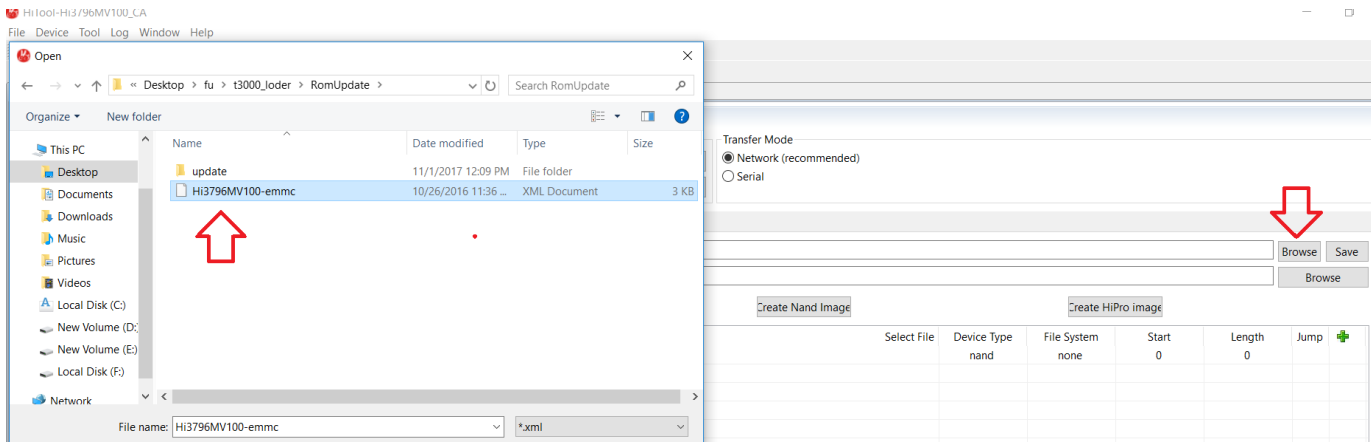 HiTool-Hi3796MV100_CA
File Device Tool Log Window Help
Open
« Desktop > fu > t3000_loder > RomUpdate >
Search RomUpdate
Organize
New folder
Name Date modified Type Size
This PC
Desktop
Documents
Downloads
Music
Pictures
Videos
Local Disk (C:)
New Volume (D:
New Volume (E:)
Local Disk (F:)
Network
update 11/1/2017 12:09 PM File folder
Hi3796MV100-emmc 10/26/2016 11:36 ... XML Document 3 KB
File name: Hi3796MV100-emmc
*.xml
Transfer Mode
Network (recommended)
Serial
Browse Save
Browse
Create Nand Image Create HiPro image
Select File Device Type File System Start Length Jump
nand none 0 0